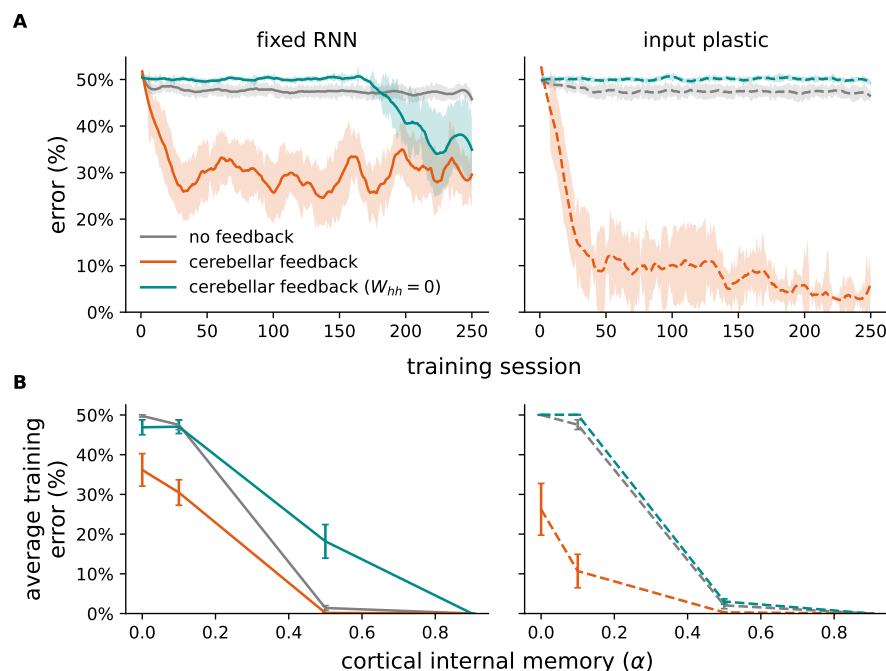 A
fixed RNN
input plastic
error (%)
50%
40%
30%
20%
10%
0%
no feedback
cerebellar feedback
cerebellar feedback (W_hh = 0)
0 50 100 150 200 250
0 50 100 150 200 250
training session
B
average training
error (%)
50%
40%
30%
20%
10%
0%
0.0 0.2 0.4 0.6 0.8
0.0 0.2 0.4 0.6 0.8
cortical internal memory (α)